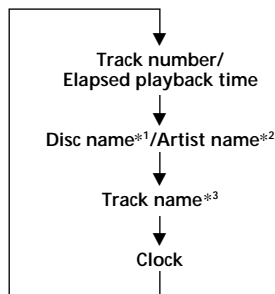 Track number/
Elapsed playback time
Disc name*1/Artist name*2
Track name*3
Clock